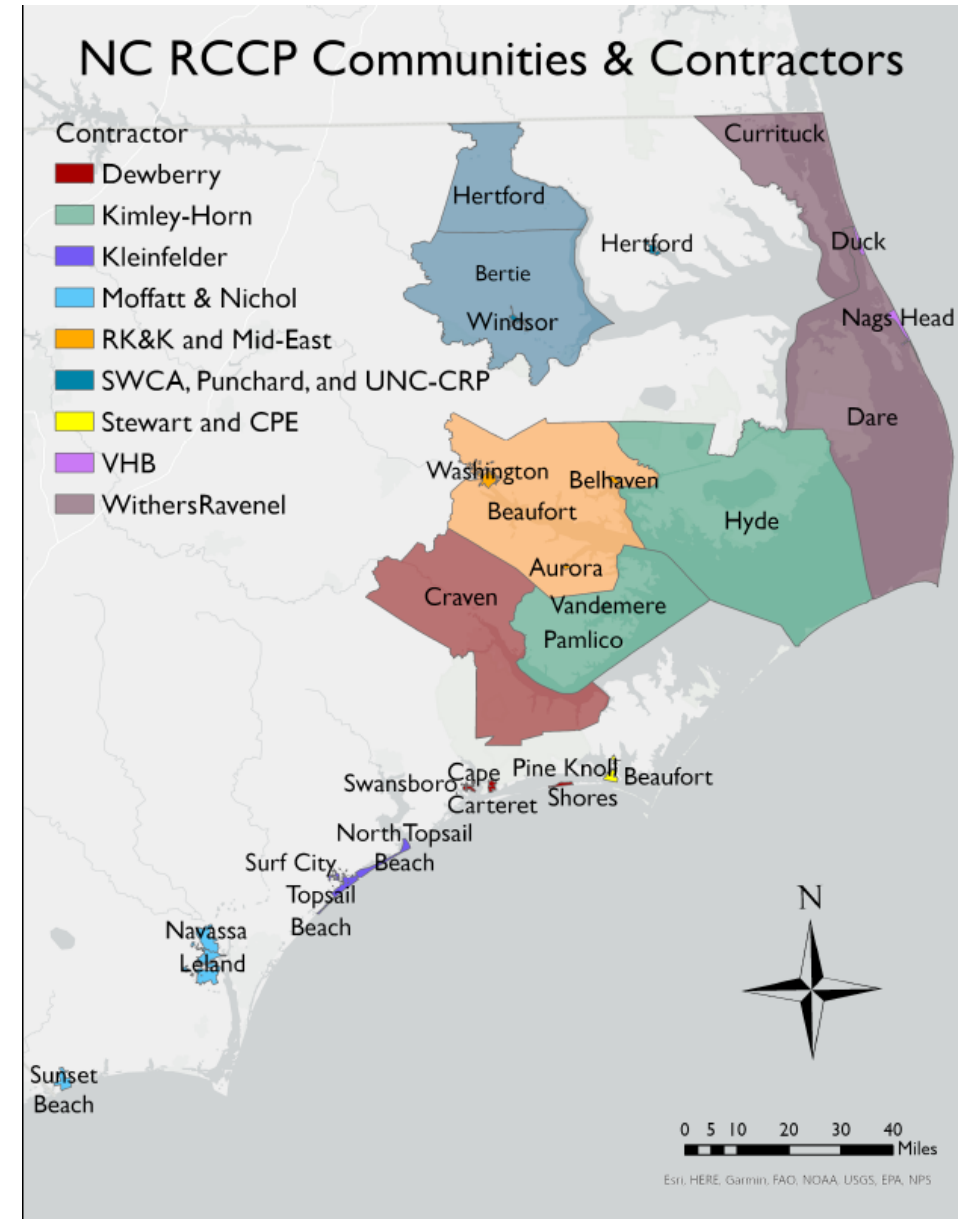 NC RCCP Communities & Contractors
Contractor
Dewberry
Kimley-Horn
Kleinfelder
Moffatt & Nichol
RK&K and Mid-East
SWCA, Punchard, and UNC-CRP
Stewart and CPE
VHB
WithersRavenel
Currituck
Hertford
Hertford
Duck
Bertie
Windsor
Nags Head
Dare
Washington
Belhaven
Beaufort
Hyde
Aurora
Craven
Vandemere
Pamlico
Swansboro
Cape
Carteret
Pine Knoll
Shores
Beaufort
North Topsail
Beach
Surf City
Topsail
Beach
Navassa
Leland
Sunset
Beach
N
0 5 10 20 30 40
Miles
Esri, HERE, Garmin, FAO, NOAA, USGS, EPA, NPS